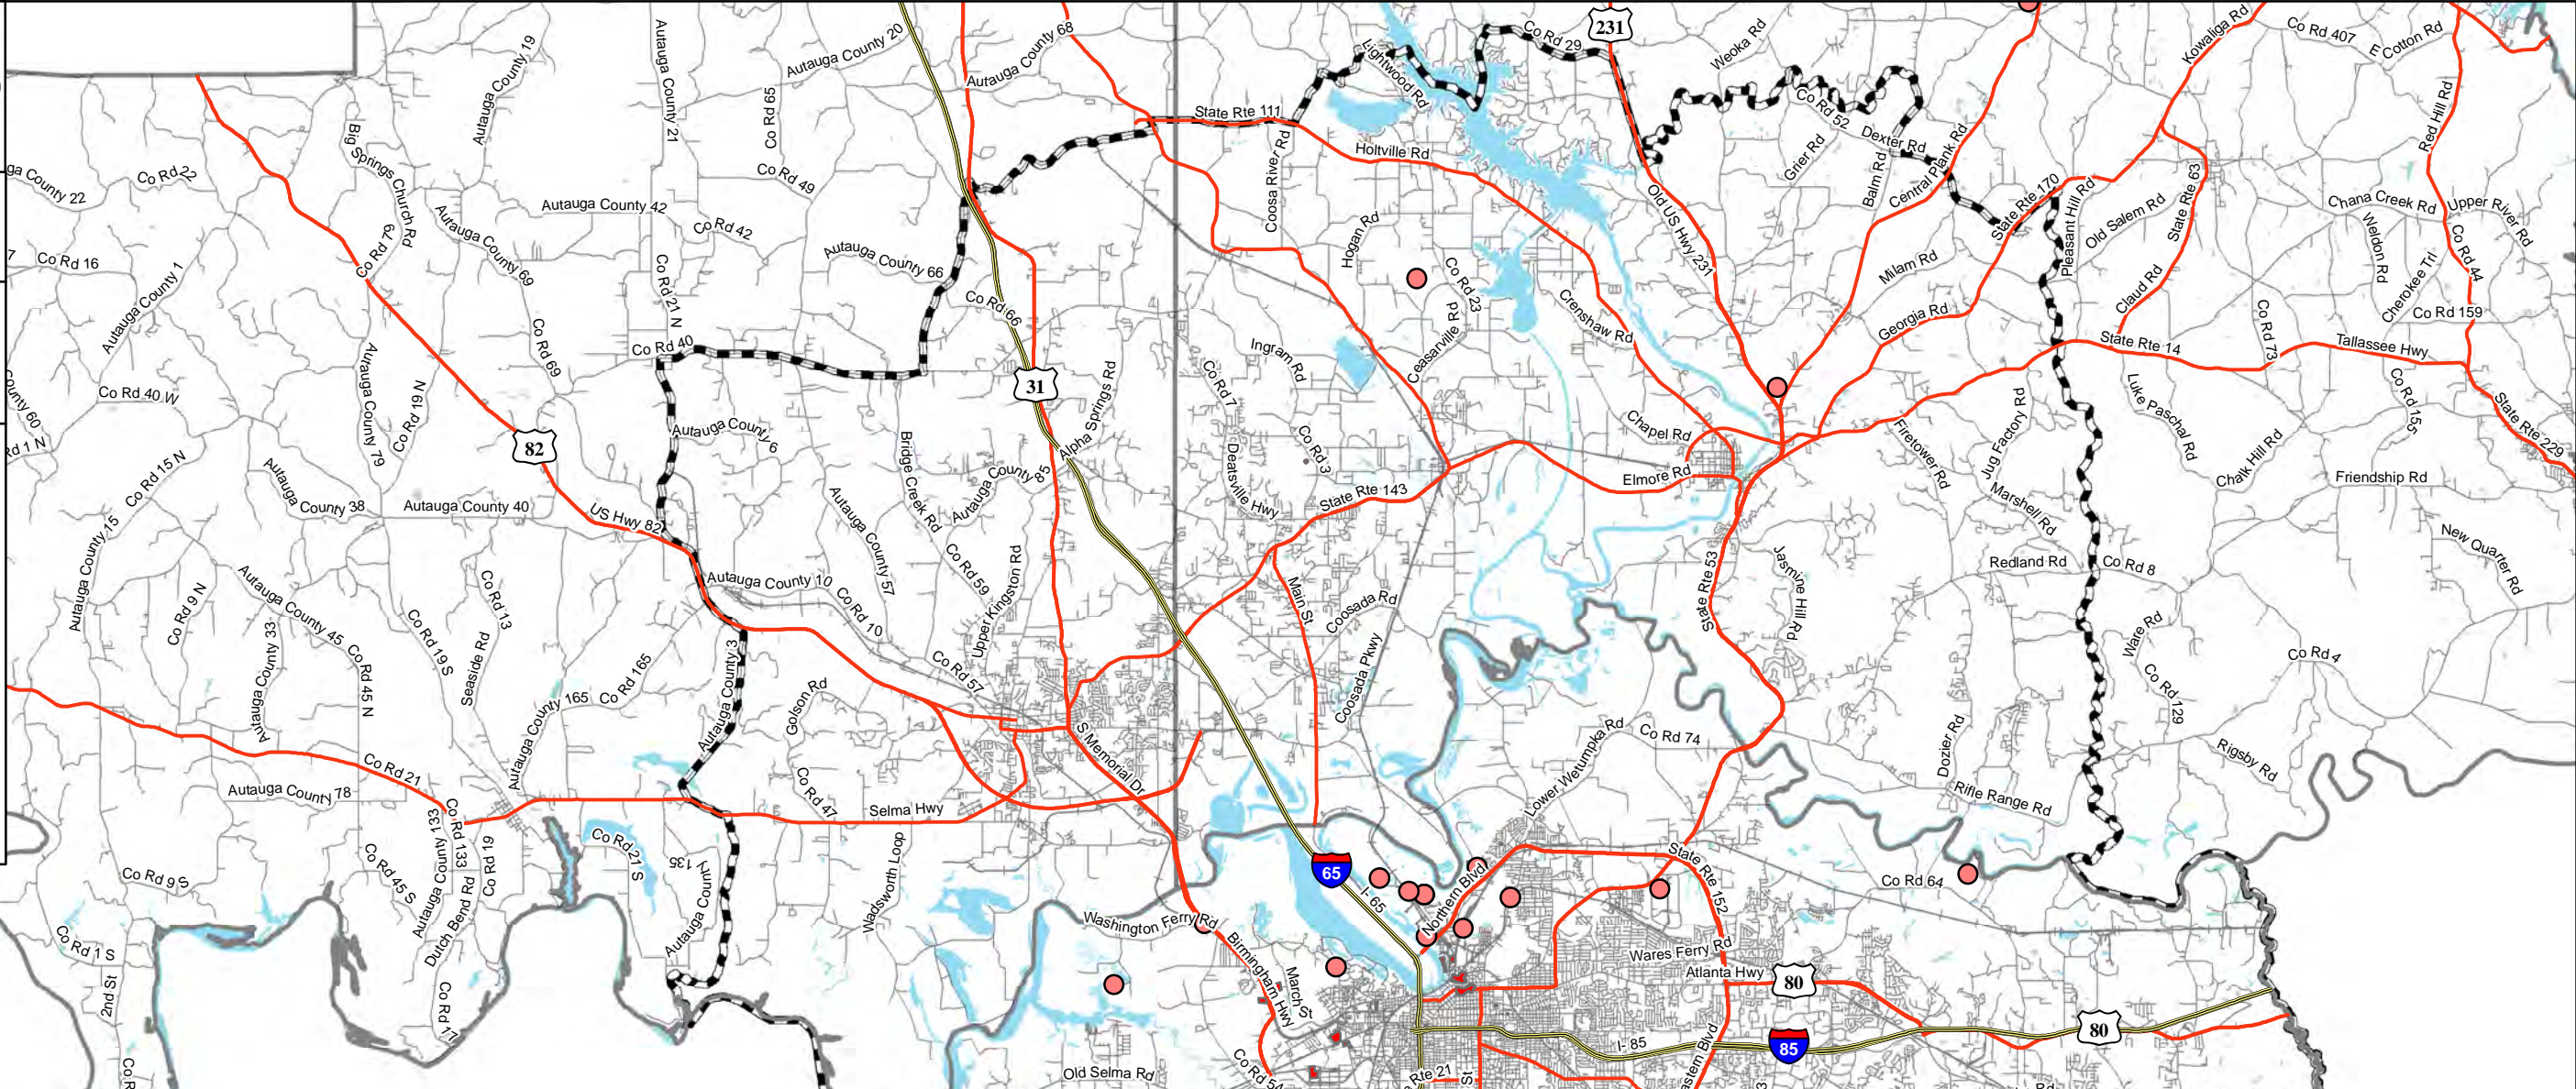 231
Co Rd 29
Weoka Rd
Kowaliga Rd
Co Rd 407
E Cotton Rd
Autauga County 19
Autauga County 21
Autauga County 20
Autauga County 68
Lightwood Rd
Co Rd 65
Big Springs Church Rd
State Rte 111
Co Rd 52
Dexter Rd
Red Hill Rd
Holtville Rd
Coosa River Rd
Grier Rd
Balm Rd
Central Plank Rd
ga County 22
Co Rd 22
Co Rd 49
Autauga County 42
Co Rd 42
Autauga County 69
Co Rd 76
Autauga County 66
Hogan Rd
Old US Hwy 231
State Rte 170
Pleasant Hill Rd
Old Salem Rd
State Rte 63
Chana Creek Rd
Upper River Rd
Weldon Rd
Co Rd 44
7
Co Rd 16
Autauga County 1
Co Rd 21 N
Co Rd 66
Co Rd 23
Ceasarville Rd
Crenshaw Rd
Milam Rd
Georgia Rd
Claud Rd
Cherokee Trl
Co Rd 159
Co Rd 73
Co Rd 69
Co Rd 40
31
Ingram Rd
State Rte 14
Tallassee Hwy
Autauga County 79
Co Rd 19 N
Co Rd 40 W
ounty 60
Rd 1 N
Alpha Springs Rd
Co Rd 7
Luke Paschal Rd
Co Rd 155
State Rte 229
82
Autauga County 6
Bridge Creek Rd
Autauga County 85
Co Rd 3
Deatsville Hwy
Chapel Rd
Elmore Rd
State Rte 143
Firetower Rd
Jug Factory Rd
Marshell Rd
Chalk Hill Rd
Friendship Rd
Co Rd 15 N
Autauga County 38
Autauga County 40
US Hwy 82
Autauga County 57
New Quarter Rd
Autauga County 15
Co Rd 9 N
Autauga County 45
Autauga County 33
Co Rd 45 N
Co Rd 19 S
Co Rd 13
Seaside Rd
Autauga County 10
Co Rd 10
Co Rd 59
Upper Kingston Rd
Main St
Coosada Rd
State Rte 53
Jasmine Hill Rd
Redland Rd
Co Rd 8
Ware Rd
Co Rd 4
Co Rd 129
Autauga County 165
Co Rd 165
Autauga County 3
Golson Rd
Co Rd 57
Coosada Pkwy
Lower Wetumpka Rd
Co Rd 74
Dozier Rd
Rigsby Rd
Co Rd 21
Autauga County 78
Co Rd 47
Selma Hwy
S Memorial Dr
Rifle Range Rd
Autauga County 133
Co Rd 133
Co Rd 19
Co Rd 21 S
Autauga County 135
Wadsworth Loop
65
I- 65
Northern Blvd
State Rte 152
Co Rd 64
Co Rd 9 S
Co Rd 45 S
Dutch Bend Rd
Washington Ferry Rd
Birmingham Hwy
March St
Wares Ferry Rd
Atlanta Hwy
80
Co Rd 1 S
2nd St
Co Rd 17
Old Selma Rd
Co Rd 54
I- 85
85
80
Rte 21
St
astern Blvd
Co R
Rd